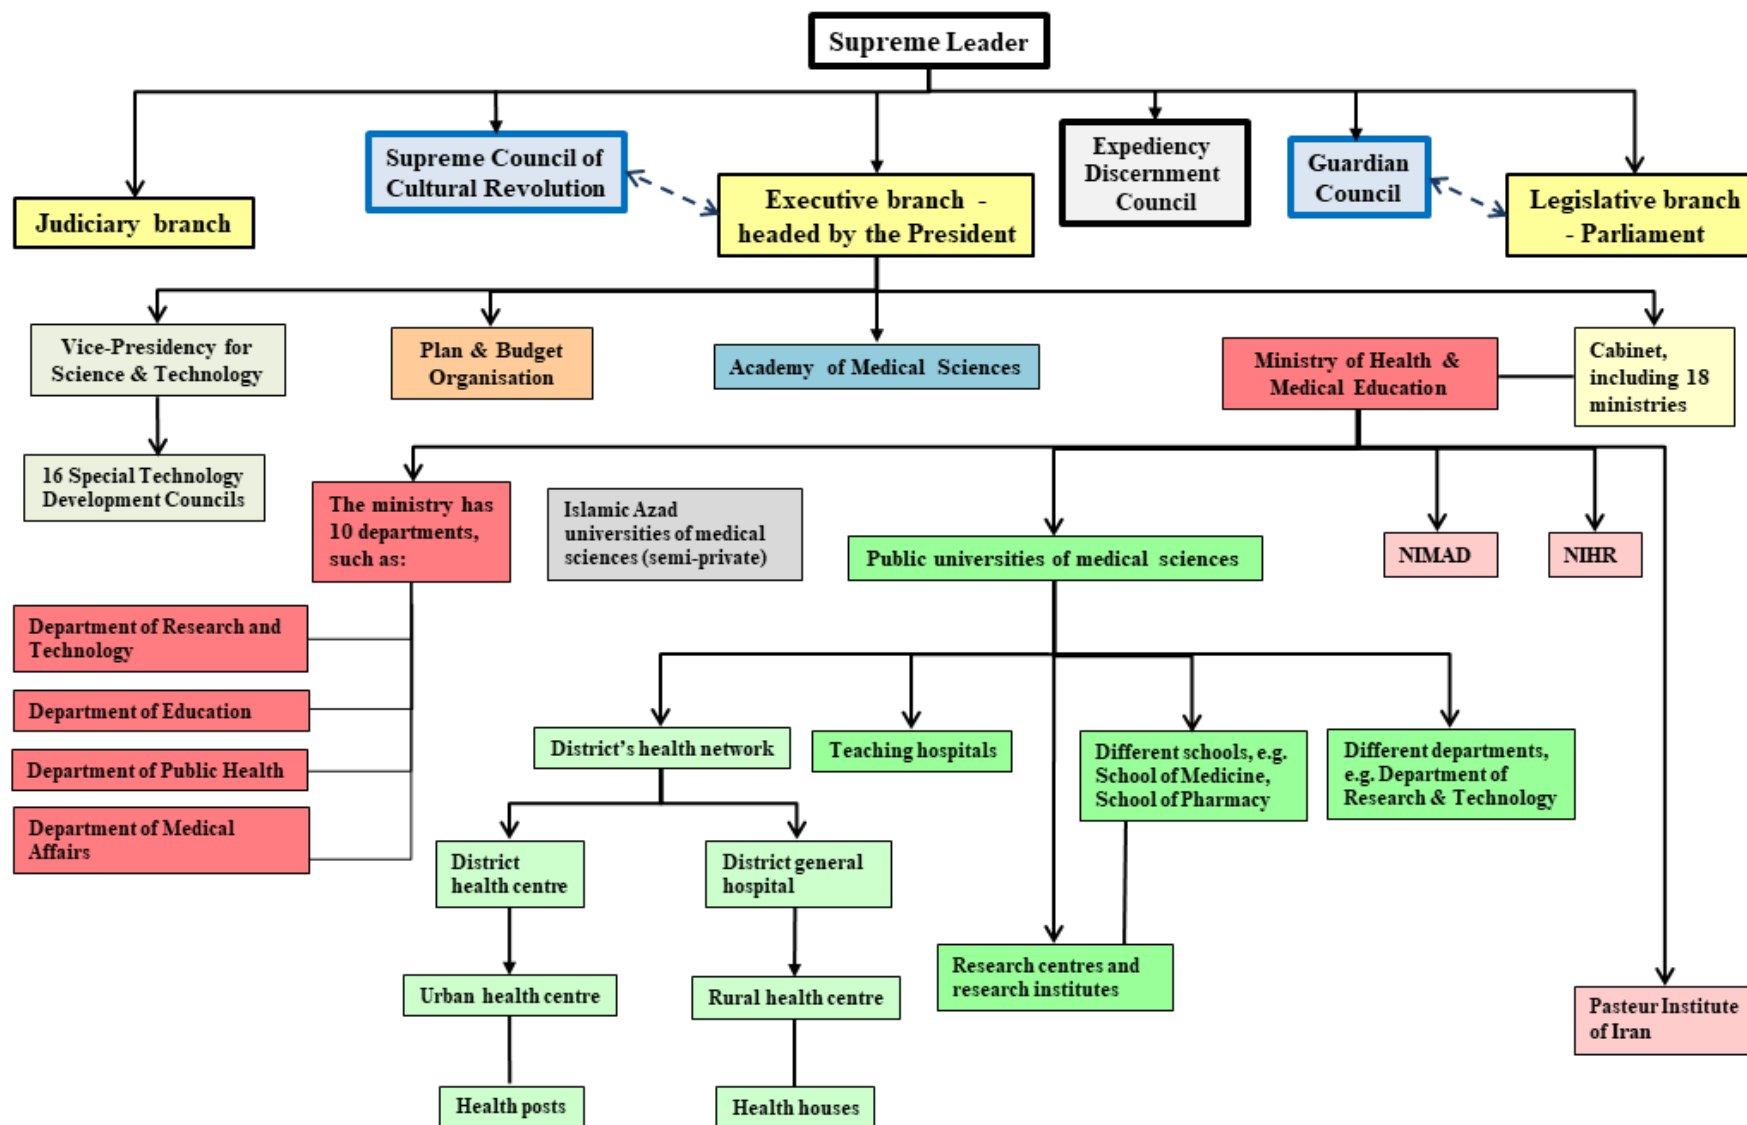 Supreme Leader
Judiciary branch
Supreme Council of
Cultural Revolution
Executive branch -
headed by the President
Expediency
Discernment
Council
Guardian
Council
Legislative branch
- Parliament
Vice-Presidency for
Science & Technology
Plan & Budget
Organisation
Academy of Medical Sciences
Ministry of Health &
Medical Education
Cabinet,
including 18
ministries
16 Special Technology
Development Councils
The ministry has
10 departments,
such as:
Islamic Azad
universities of medical
sciences (semi-private)
Public universities of medical sciences
NIMAD
NIHR
Department of Research and
Technology
Department of Education
Department of Public Health
Department of Medical
Affairs
District's health network
Teaching hospitals
Different schools, e.g.
School of Medicine,
School of Pharmacy
Different departments,
e.g. Department of
Research & Technology
District
health centre
District general
hospital
Urban health centre
Rural health centre
Research centres and
research institutes
Pasteur Institute
of Iran
Health posts
Health houses